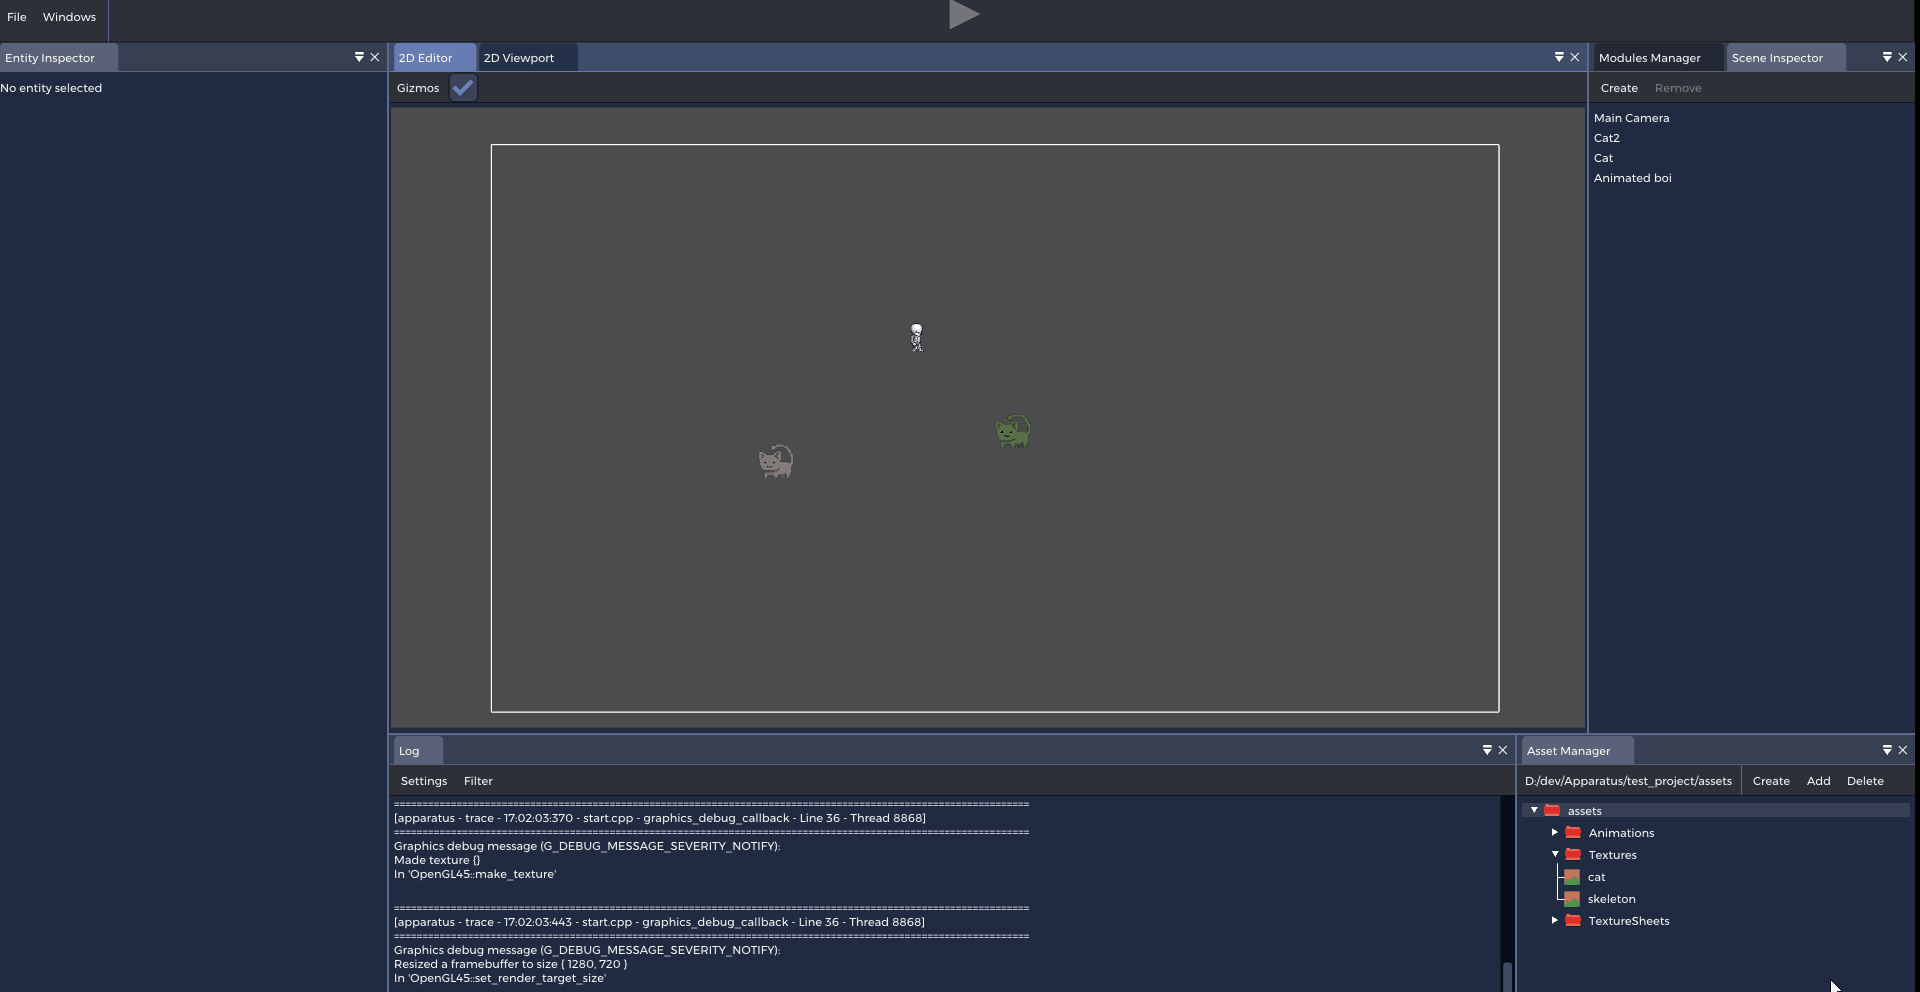 File Windows
Entity Inspector
No entity selected
2D Editor 2D Viewport
Gizmos
Modules Manager Scene Inspector
Create Remove
Main Camera
Cat2
Cat
Animated boi
Log
Settings Filter
===============================================================================================================
[apparatus - trace - 17:02:03:370 - start.cpp - graphics_debug_callback - Line 36 - Thread 8868]
===============================================================================================================
Graphics debug message (G_DEBUG_MESSAGE_SEVERITY_NOTIFY):
Made texture {}
In 'OpenGL45::make_texture'
===============================================================================================================
[apparatus - trace - 17:02:03:443 - start.cpp - graphics_debug_callback - Line 36 - Thread 8868]
===============================================================================================================
Graphics debug message (G_DEBUG_MESSAGE_SEVERITY_NOTIFY):
Resized a framebuffer to size { 1280, 720 }
In 'OpenGL45::set_render_target_size'
Asset Manager
D:/dev/Apparatus/test_project/assets Create Add Delete
assets
Animations
Textures
cat
skeleton
TextureSheets